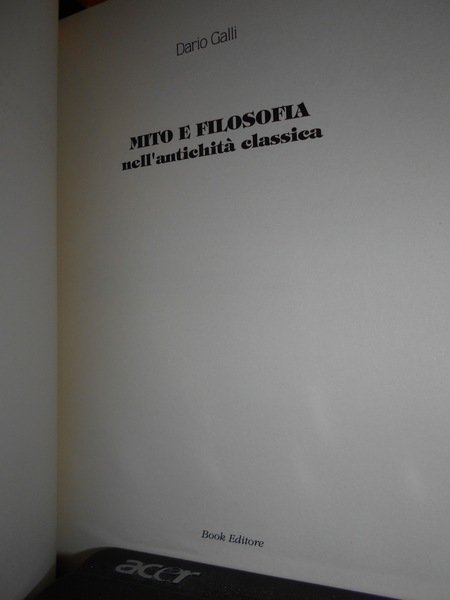 Dario Galli
MITO E FILOSOFIA
nell'antichità classica
Book Editore
acer